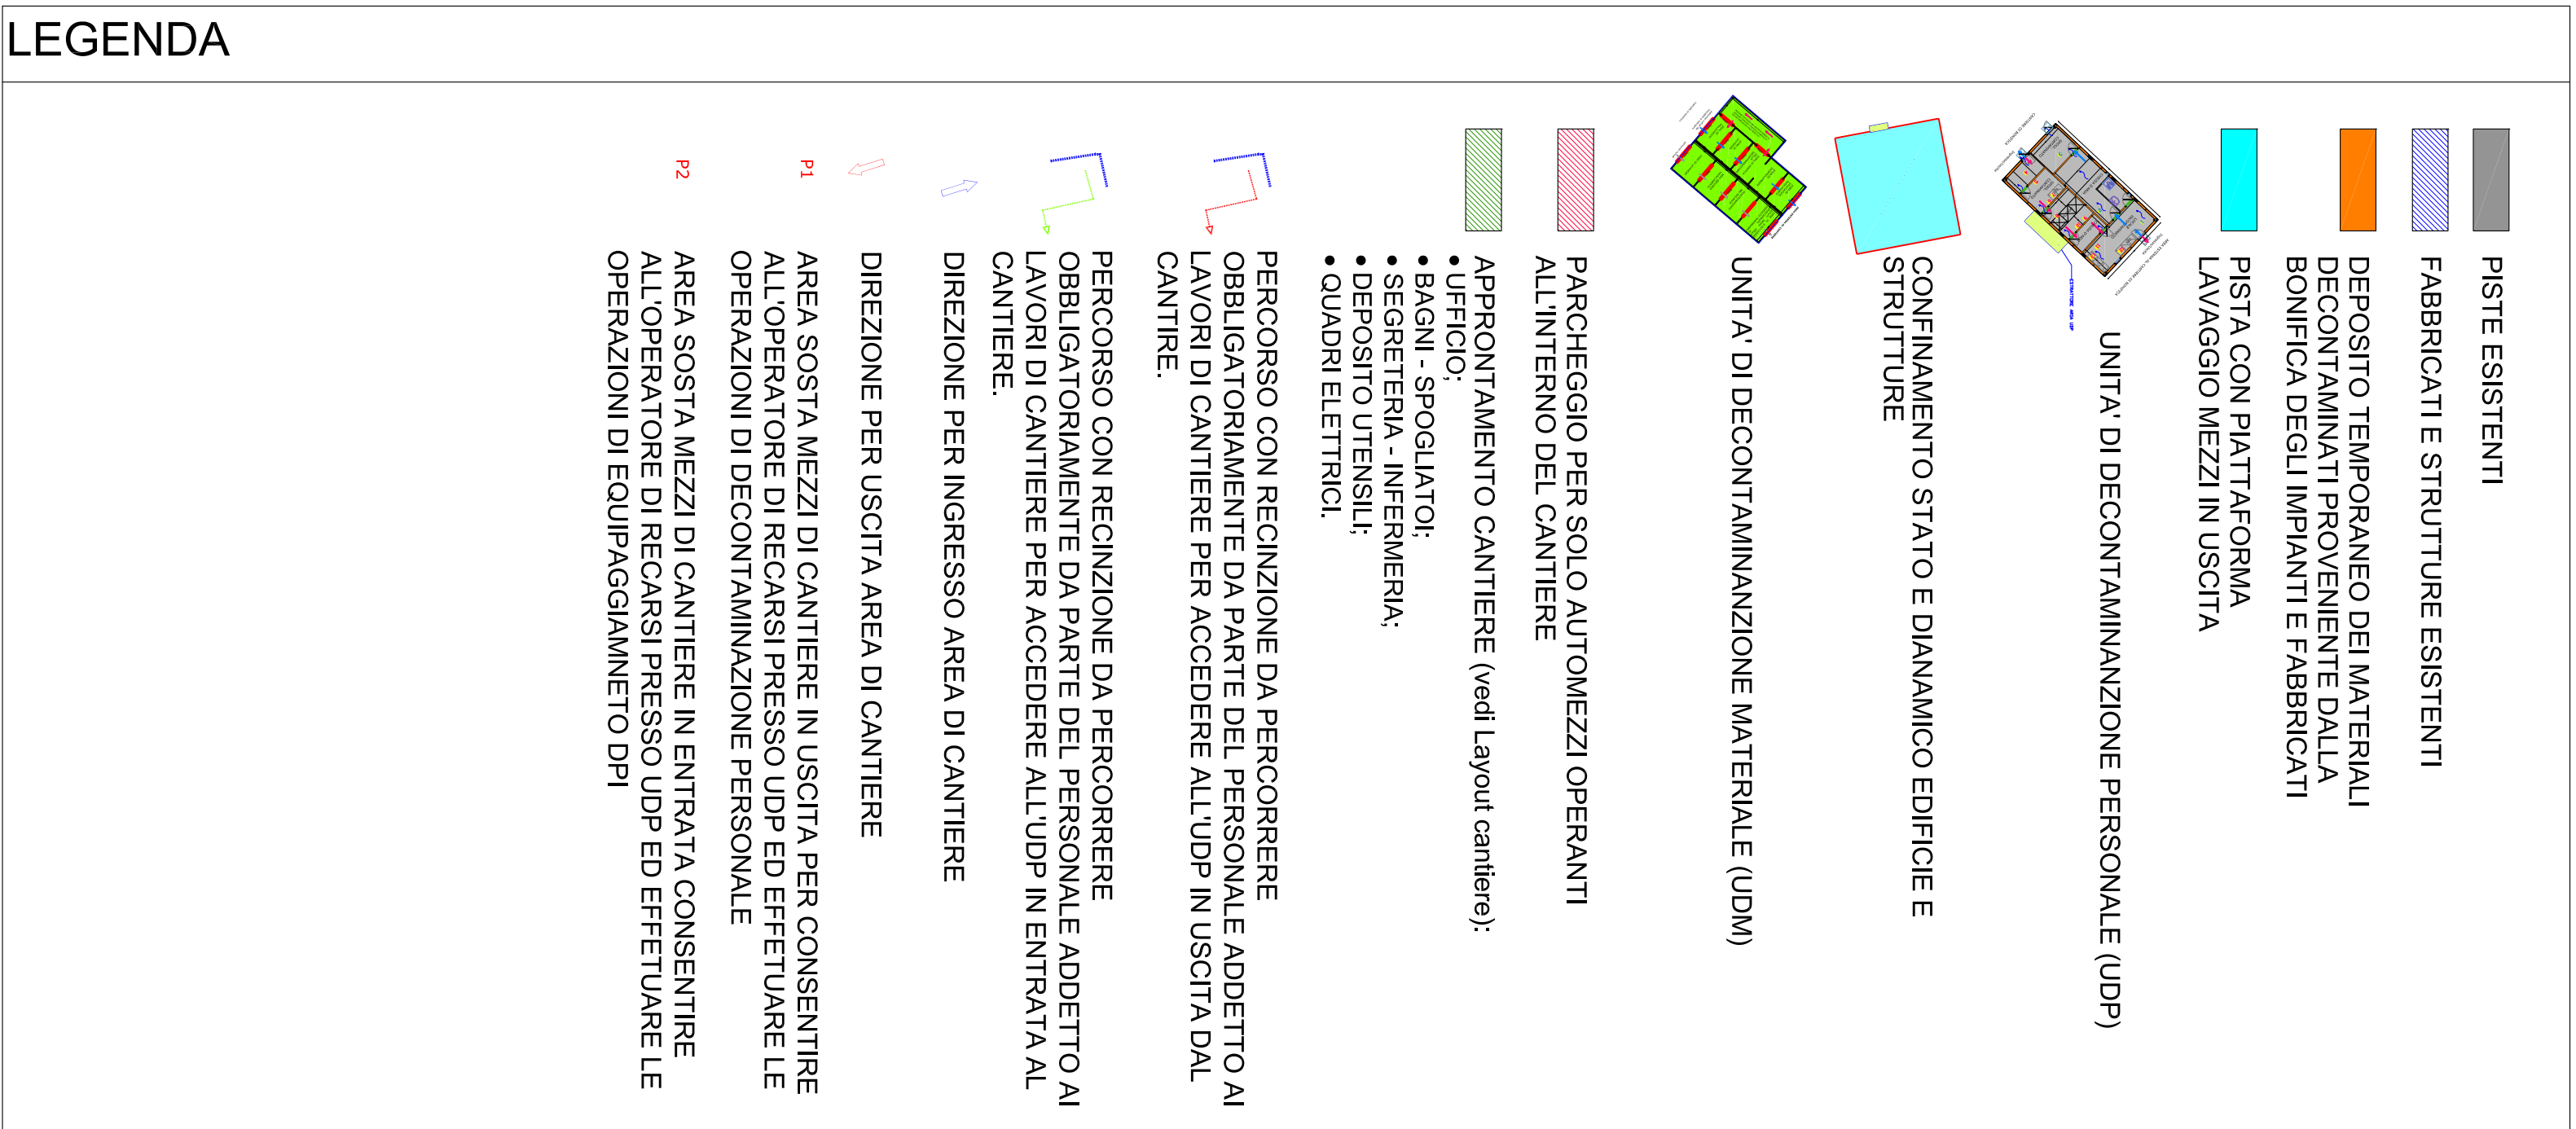 LEGENDA
PISTE ESISTENTI
FABBRICATI E STRUTTURE ESISTENTI
DEPOSITO TEMPORANEO DEI MATERIALI
DECONTAMINATI PROVENIENTE DALLA
BONIFICA DEGLI IMPIANTI E FABBRICATI
PISTA CON PIATTAFORMA
LAVAGGIO MEZZI IN USCITA
UNITA' DI DECONTAMINANZIONE PERSONALE (UDP)
ESTRATTORE AREA UDP
CONFINAMENTO STATO E DIANAMICO EDIFICIE E
STRUTTURE
UNITA' DI DECONTAMINANZIONE MATERIALE (UDM)
PARCHEGGIO PER SOLO AUTOMEZZI OPERANTI
ALL'INTERNO DEL CANTIERE
APPRONTAMENTO CANTIERE (vedi Layout cantiere):
• UFFICIO;
• BAGNI - SPOGLIATOI;
• SEGRETERIA - INFERMERIA;
• DEPOSITO UTENSILI;
• QUADRI ELETTRICI.
PERCORSO CON RECINZIONE DA PERCORRERE
OBBLIGATORIAMENTE DA PARTE DEL PERSONALE ADDETTO AI
LAVORI DI CANTIERE PER ACCEDERE ALL'UDP IN USCITA DAL
CANTIRE.
PERCORSO CON RECINZIONE DA PERCORRERE
OBBLIGATORIAMENTE DA PARTE DEL PERSONALE ADDETTO AI
LAVORI DI CANTIERE PER ACCEDERE ALL'UDP IN ENTRATA AL
CANTIERE.
DIREZIONE PER INGRESSO AREA DI CANTIERE
DIREZIONE PER USCITA AREA DI CANTIERE
P1
AREA SOSTA MEZZI DI CANTIERE IN USCITA PER CONSENTIRE
ALL'OPERATORE DI RECARSI PRESSO UDP ED EFFETUARE LE
OPERAZIONI DI DECONTAMINAZIONE PERSONALE
P2
AREA SOSTA MEZZI DI CANTIERE IN ENTRATA CONSENTIRE
ALL'OPERATORE DI RECARSI PRESSO UDP ED EFFETUARE LE
OPERAZIONI DI EQUIPAGGIAMNETO DPI